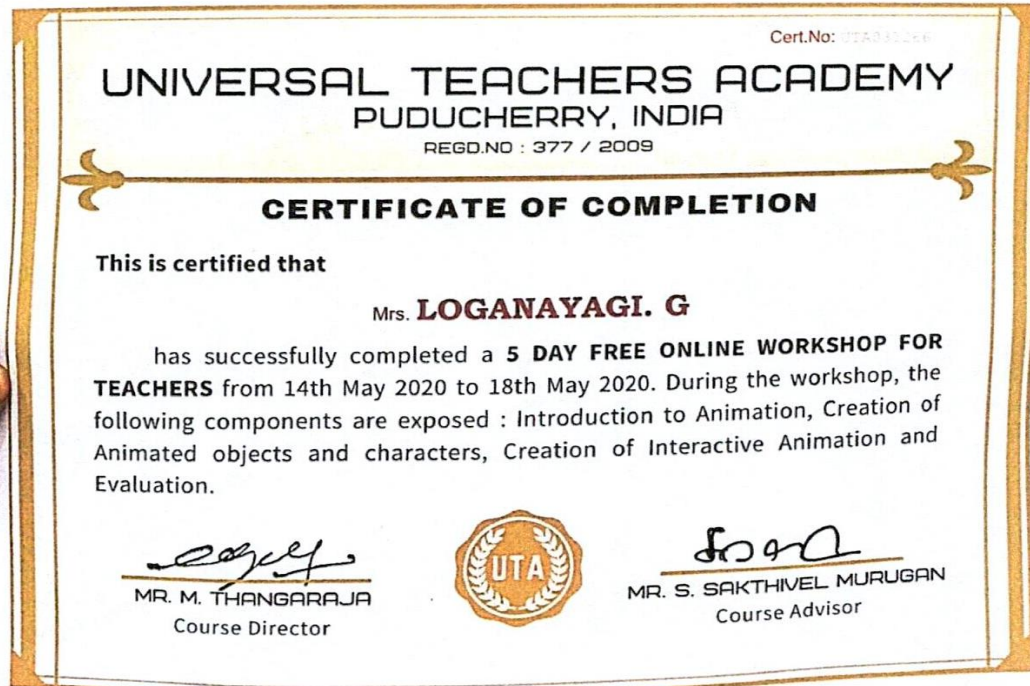 Cert.No:
UNIVERSAL TEACHERS ACADEMY
PUDUCHERRY, INDIA
REGD.NO : 377 / 2009
CERTIFICATE OF COMPLETION
This is certified that
Mrs. LOGANAYAGI. G
has successfully completed a 5 DAY FREE ONLINE WORKSHOP FOR
TEACHERS from 14th May 2020 to 18th May 2020. During the workshop, the
following components are exposed : Introduction to Animation, Creation of
Animated objects and characters, Creation of Interactive Animation and
Evaluation.
UTA
MR. M. THANGARAJA
Course Director
MR. S. SAKTHIVEL MURUGAN
Course Advisor